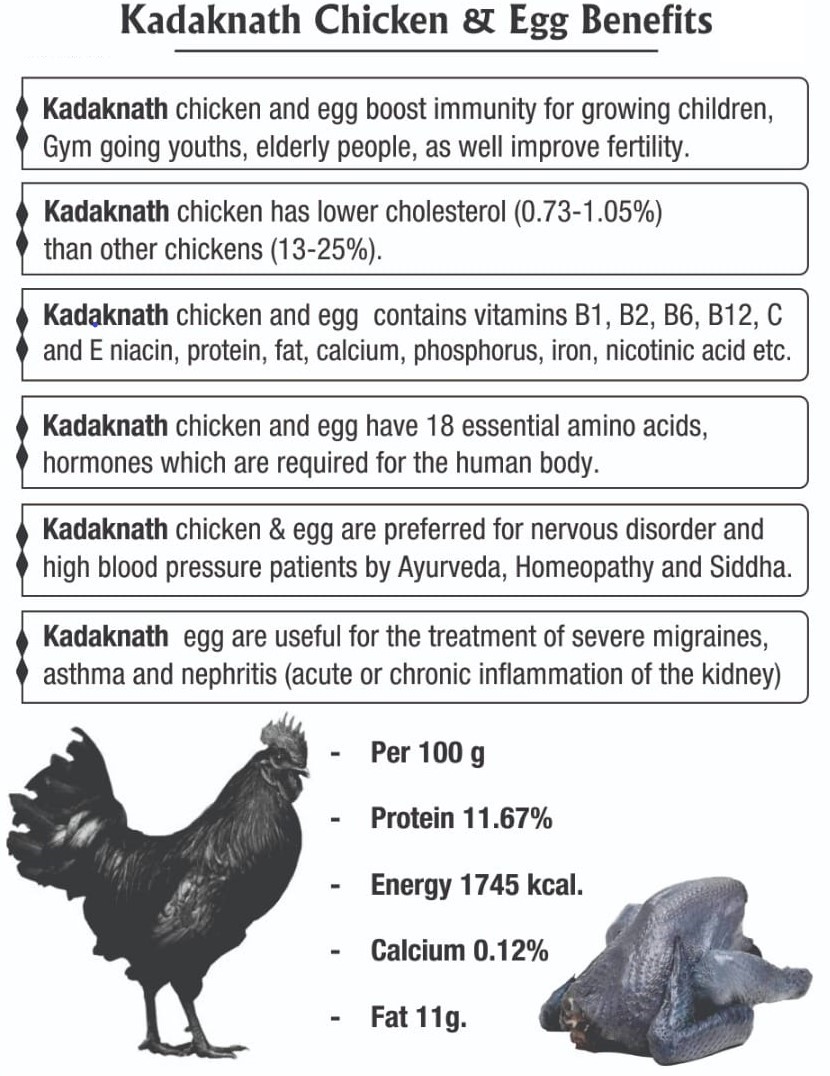 Kadaknath Chicken & Egg Benefits
Kadaknath chicken and egg boost immunity for growing children,
Gym going youths, elderly people, as well improve fertility.
Kadaknath chicken has lower cholesterol (0.73-1.05%)
than other chickens (13-25%).
Kadaknath chicken and egg contains vitamins B1, B2, B6, B12, C
and E niacin, protein, fat, calcium, phosphorus, iron, nicotinic acid etc.
Kadaknath chicken and egg have 18 essential amino acids,
hormones which are required for the human body.
Kadaknath chicken & egg are preferred for nervous disorder and
high blood pressure patients by Ayurveda, Homeopathy and Siddha.
Kadaknath egg are useful for the treatment of severe migraines,
asthma and nephritis (acute or chronic inflammation of the kidney)
- Per 100 g
- Protein 11.67%
- Energy 1745 kcal.
- Calcium 0.12%
- Fat 11g.